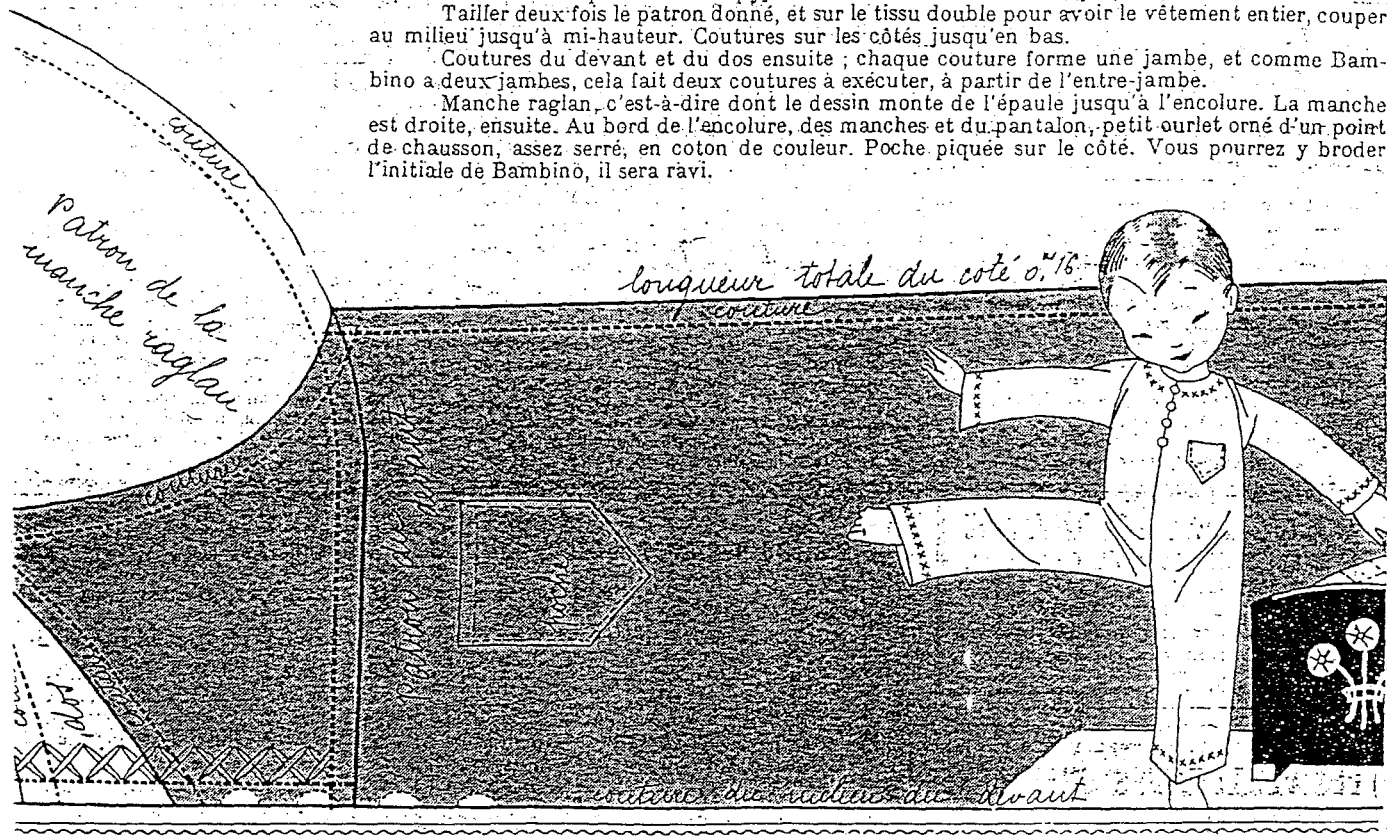 Tailler deux fois le patron donné, et sur le tissu double pour avoir le vêtement entier, couper
au milieu jusqu'à mi-hauteur. Coutures sur les côtés jusqu'en bas.
Coutures du devant et du dos ensuite ; chaque couture forme une jambe, et comme Bam-
bino a deux jambes, cela fait deux coutures à exécuter, à partir de l'entre-jambe.
Manche raglan, c'est-à-dire dont le dessin monte de l'épaule jusqu'à l'encolure. La manche
est droite, ensuite. Au bord de l'encolure, des manches et du pantalon, petit ourlet orné d'un point
de chausson, assez serré, en coton de couleur. Poche piquée sur le côté. Vous pourrez y broder
l'initiale de Bambino, il sera ravi.
couture
Patron de la
manche raglan
longueur totale du coté 0,m16
couture
couture
patron du
poche
cou
dos
couture du milieu du devant